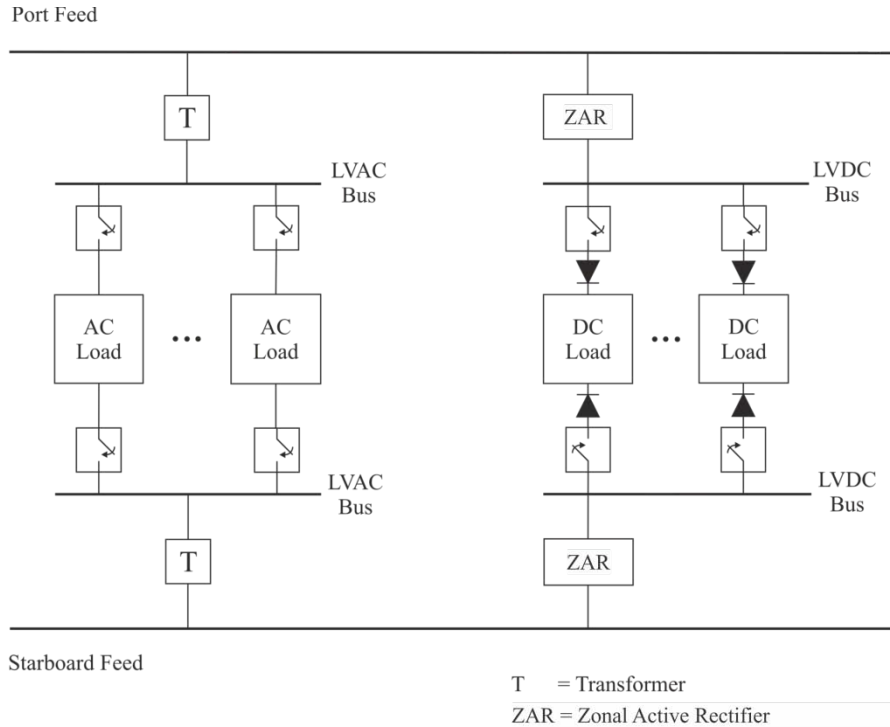 Port Feed
T
ZAR
LVAC
Bus
LVDC
Bus
AC
Load
...
AC
Load
DC
Load
...
DC
Load
LVAC
Bus
LVDC
Bus
T
ZAR
Starboard Feed
T = Transformer
ZAR = Zonal Active Rectifier